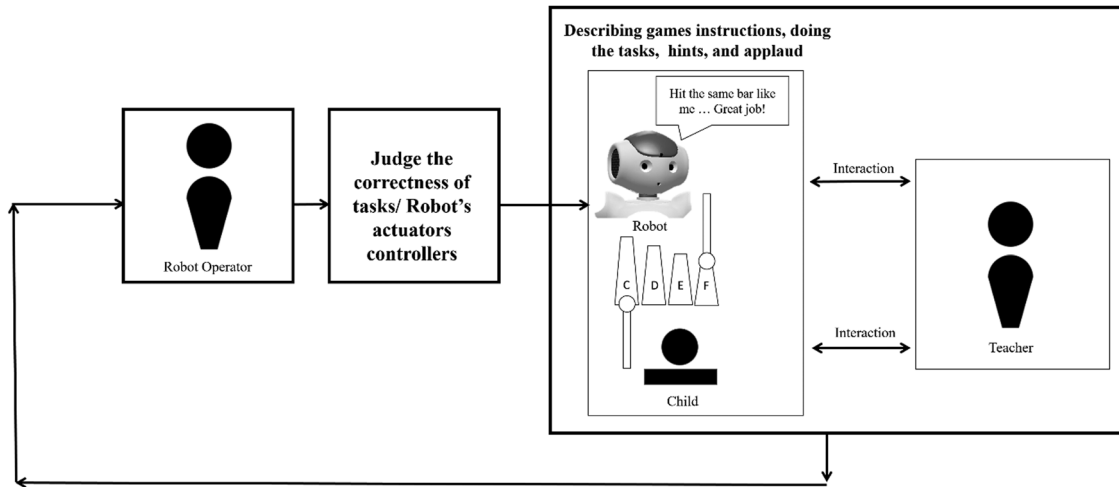 Describing games instructions, doing
the tasks, hints, and applaud
Hit the same bar like
me … Great job!
Robot Operator
Judge the
correctness of
tasks/ Robot's
actuators
controllers
Robot
C D E F
Child
Interaction
Interaction
Teacher